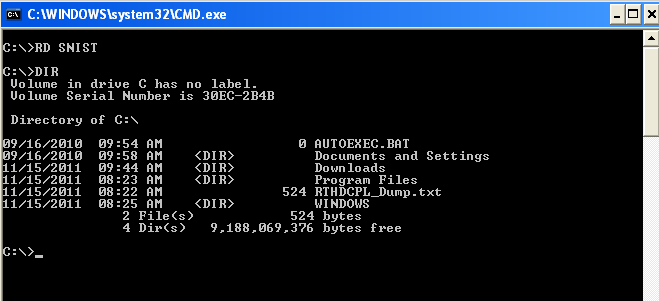 C:\WINDOWS\system32\CMD.exe
C:\>RD SNIST
C:\>DIR
Volume in drive C has no label.
Volume Serial Number is 30EC-2B4B
Directory of C:\
09/16/2010  09:54 AM                 0 AUTOEXEC.BAT
09/16/2010  09:58 AM    <DIR>          Documents and Settings
11/15/2011  09:44 AM    <DIR>          Downloads
11/15/2011  08:23 AM    <DIR>          Program Files
11/15/2011  08:22 AM               524 RTHDCPL_Dump.txt
11/15/2011  08:25 AM    <DIR>          WINDOWS
2 File(s)            524 bytes
4 Dir(s)   9,188,069,376 bytes free
C:\>_